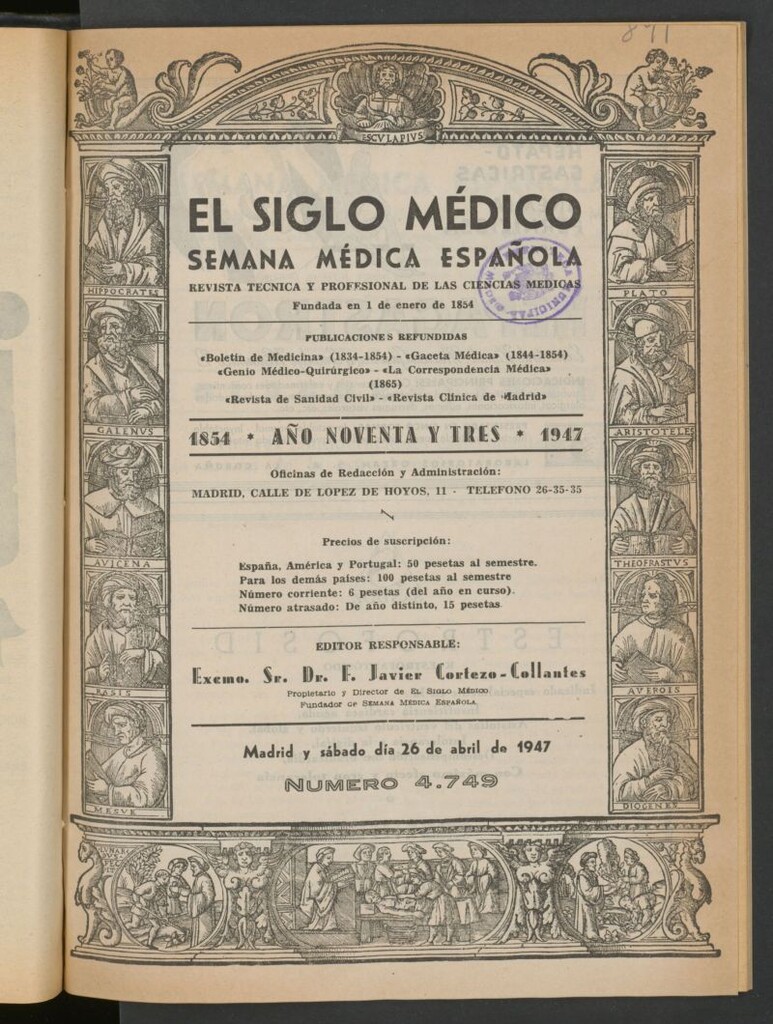 ESCVLAPIVS
EL SIGLO MÉDICO
SEMANA MÉDICA ESPAÑOLA
REVISTA TECNICA Y PROFESIONAL DE LAS CIENCIAS MEDICAS
Fundada en 1 de enero de 1854
PUBLICACIONES REFUNDIDAS
«Boletín de Medicina» (1834-1854) - «Gaceta Médica» (1844-1854)
«Genio Médico-Quirúrgico» - «La Correspondencia Médica»
(1865)
«Revista de Sanidad Civil» - «Revista Clínica de Madrid»
1854 * AÑO NOVENTA Y TRES * 1947
Oficinas de Redacción y Administración:
MADRID, CALLE DE LOPEZ DE HOYOS, 11 - TELEFONO 26-35-35
Precios de suscripción:
España, América y Portugal: 50 pesetas al semestre.
Para los demás países: 100 pesetas al semestre
Número corriente: 6 pesetas (del año en curso).
Número atrasado: De año distinto, 15 pesetas.
EDITOR RESPONSABLE:
Excmo. Sr. Dr. F. Javier Cortezo-Collantes
Propietario y Director de EL SIGLO MÉDICO
Fundador de SEMANA MÉDICA ESPAÑOLA
Madrid y sábado día 26 de abril de 1947
NUMERO 4.749
HIPPOCRATES
GALENVS
AVICENA
RASIS
MESVE
PLATO
ARISTOTELES
THEOFRASTVS
AVEROIS
DIOGENES